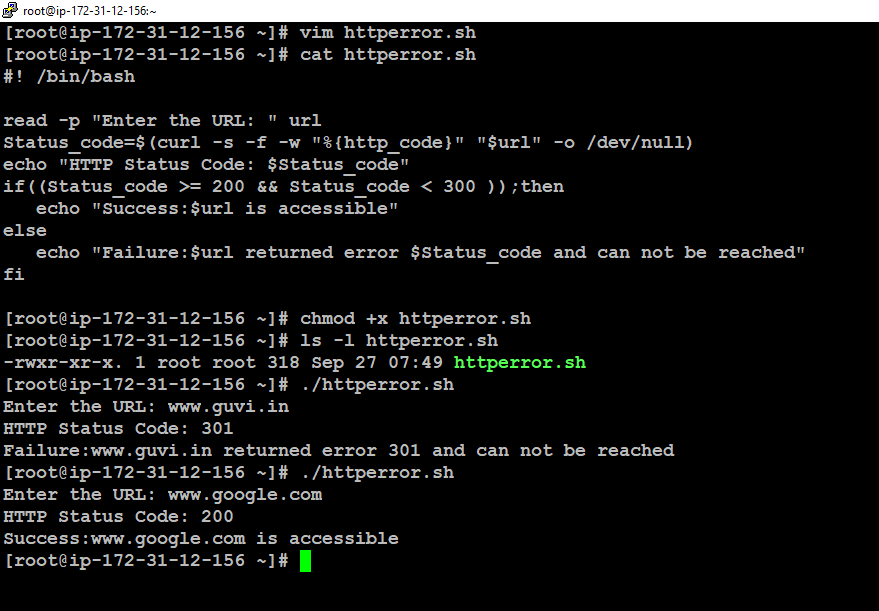 root@ip-172-31-12-156:~
[root@ip-172-31-12-156 ~]# vim httperror.sh
[root@ip-172-31-12-156 ~]# cat httperror.sh
#! /bin/bash

read -p "Enter the URL: " url
Status_code=$(curl -s -f -w "%{http_code}" "$url" -o /dev/null)
echo "HTTP Status Code: $Status_code"
if((Status_code >= 200 && Status_code < 300 ));then
   echo "Success:$url is accessible"
else
   echo "Failure:$url returned error $Status_code and can not be reached"
fi

[root@ip-172-31-12-156 ~]# chmod +x httperror.sh
[root@ip-172-31-12-156 ~]# ls -l httperror.sh
-rwxr-xr-x. 1 root root 318 Sep 27 07:49 httperror.sh
[root@ip-172-31-12-156 ~]# ./httperror.sh
Enter the URL: www.guvi.in
HTTP Status Code: 301
Failure:www.guvi.in returned error 301 and can not be reached
[root@ip-172-31-12-156 ~]# ./httperror.sh
Enter the URL: www.google.com
HTTP Status Code: 200
Success:www.google.com is accessible
[root@ip-172-31-12-156 ~]#